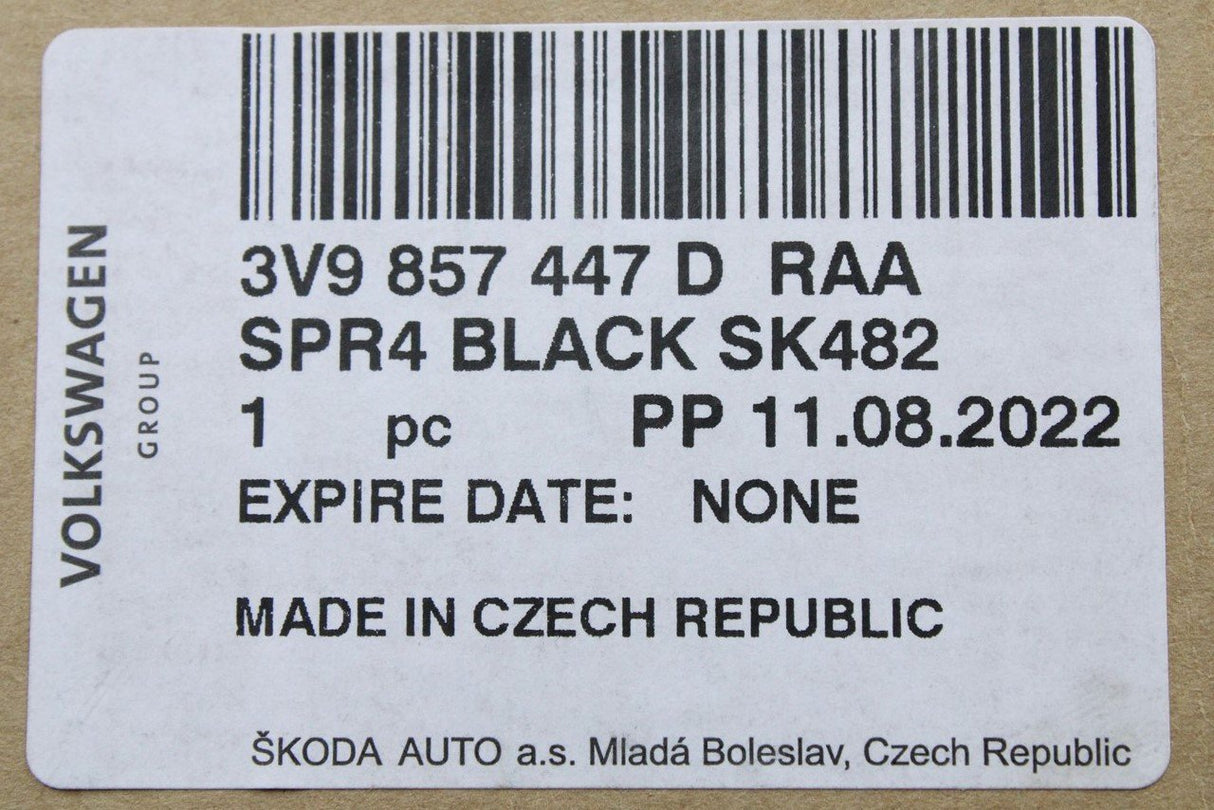 VOLKSWAGEN
GROUP
3V9 857 447 D RAA
SPR4 BLACK SK482
1 pc PP 11.08.2022
EXPIRE DATE: NONE
MADE IN CZECH REPUBLIC
ŠKODA AUTO a.s. Mladá Boleslav, Czech Republic